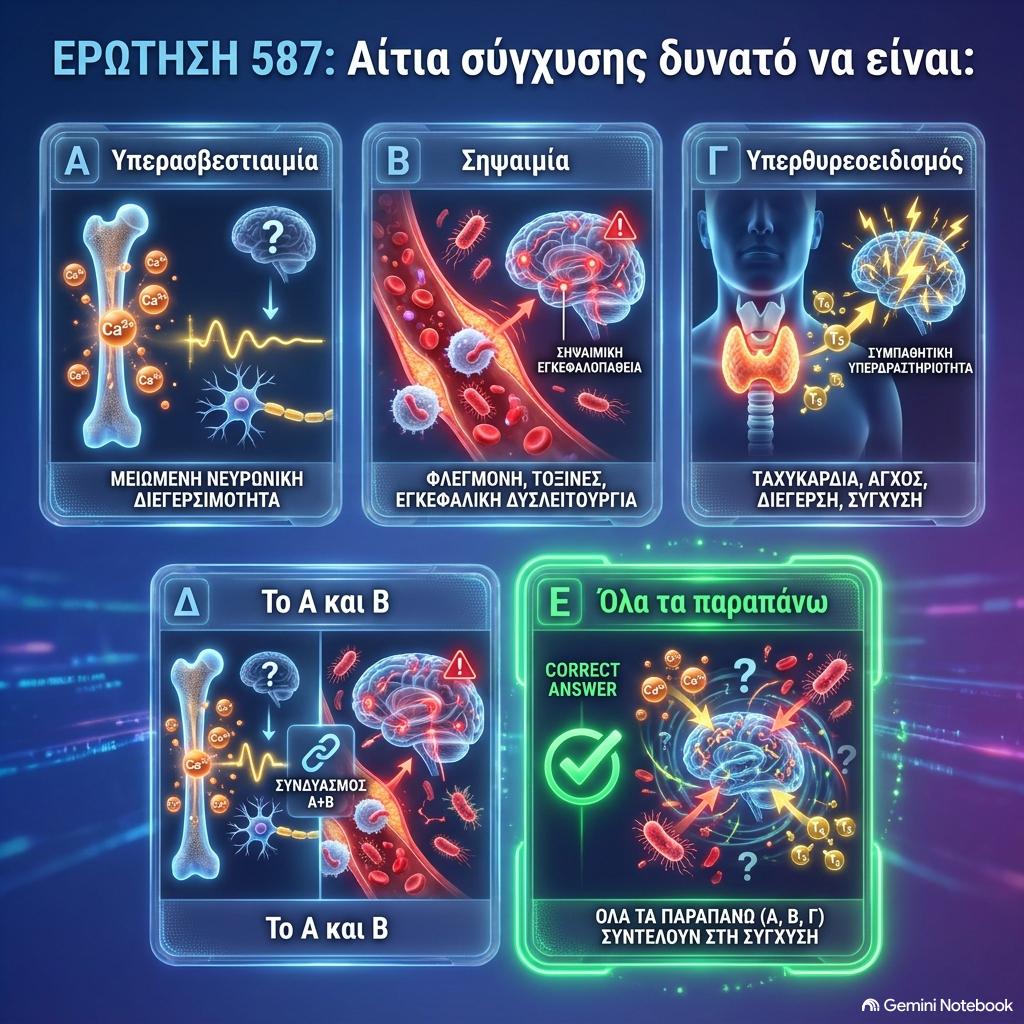 ΕΡΩΤΗΣΗ 587: Αίτια σύγχυσης δυνατό να είναι:
Α Υπερασβεστιαιμία
Β Σηψαιμία
Γ Υπερθυρεοειδισμός
?
Ca²⁺
ΣΗΨΑΙΜΙΚΗ
ΕΓΚΕΦΑΛΟΠΑΘΕΙΑ
T₅
ΣΥΜΠΑΘΗΤΙΚΗ
ΥΠΕΡΔΡΑΣΤΗΡΙΟΤΗΤΑ
ΜΕΙΩΜΕΝΗ ΝΕΥΡΩΝΙΚΗ
ΔΙΕΓΕΡΣΙΜΟΤΗΤΑ
ΦΛΕΓΜΟΝΗ, ΤΟΞΙΝΕΣ,
ΕΓΚΕΦΑΛΙΚΗ ΔΥΣΛΕΙΤΟΥΡΓΙΑ
ΤΑΧΥΚΑΡΔΙΑ, ΑΓΧΟΣ,
ΔΙΕΓΕΡΣΗ, ΣΥΓΧΥΣΗ
Δ Το Α και Β
?
ΣΥΝΔΥΑΣΜΟΣ
Α+Β
Το Α και Β
Ε Όλα τα παραπάνω
CORRECT
ANSWER
?
?
?
ΟΛΑ ΤΑ ΠΑΡΑΠΑΝΩ (Α, Β, Γ)
ΣΥΝΤΕΛΟΥΝ ΣΤΗ ΣΥΓΧΥΣΗ
Gemini Notebook